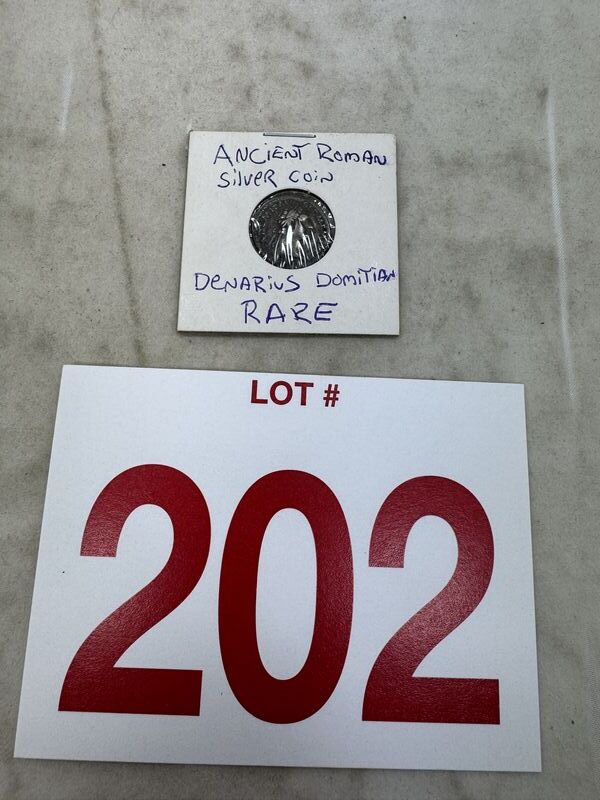 ANCIENT ROMAN
SILVER COIN
DENARIUS DOMITIAN
RARE
LOT #
202